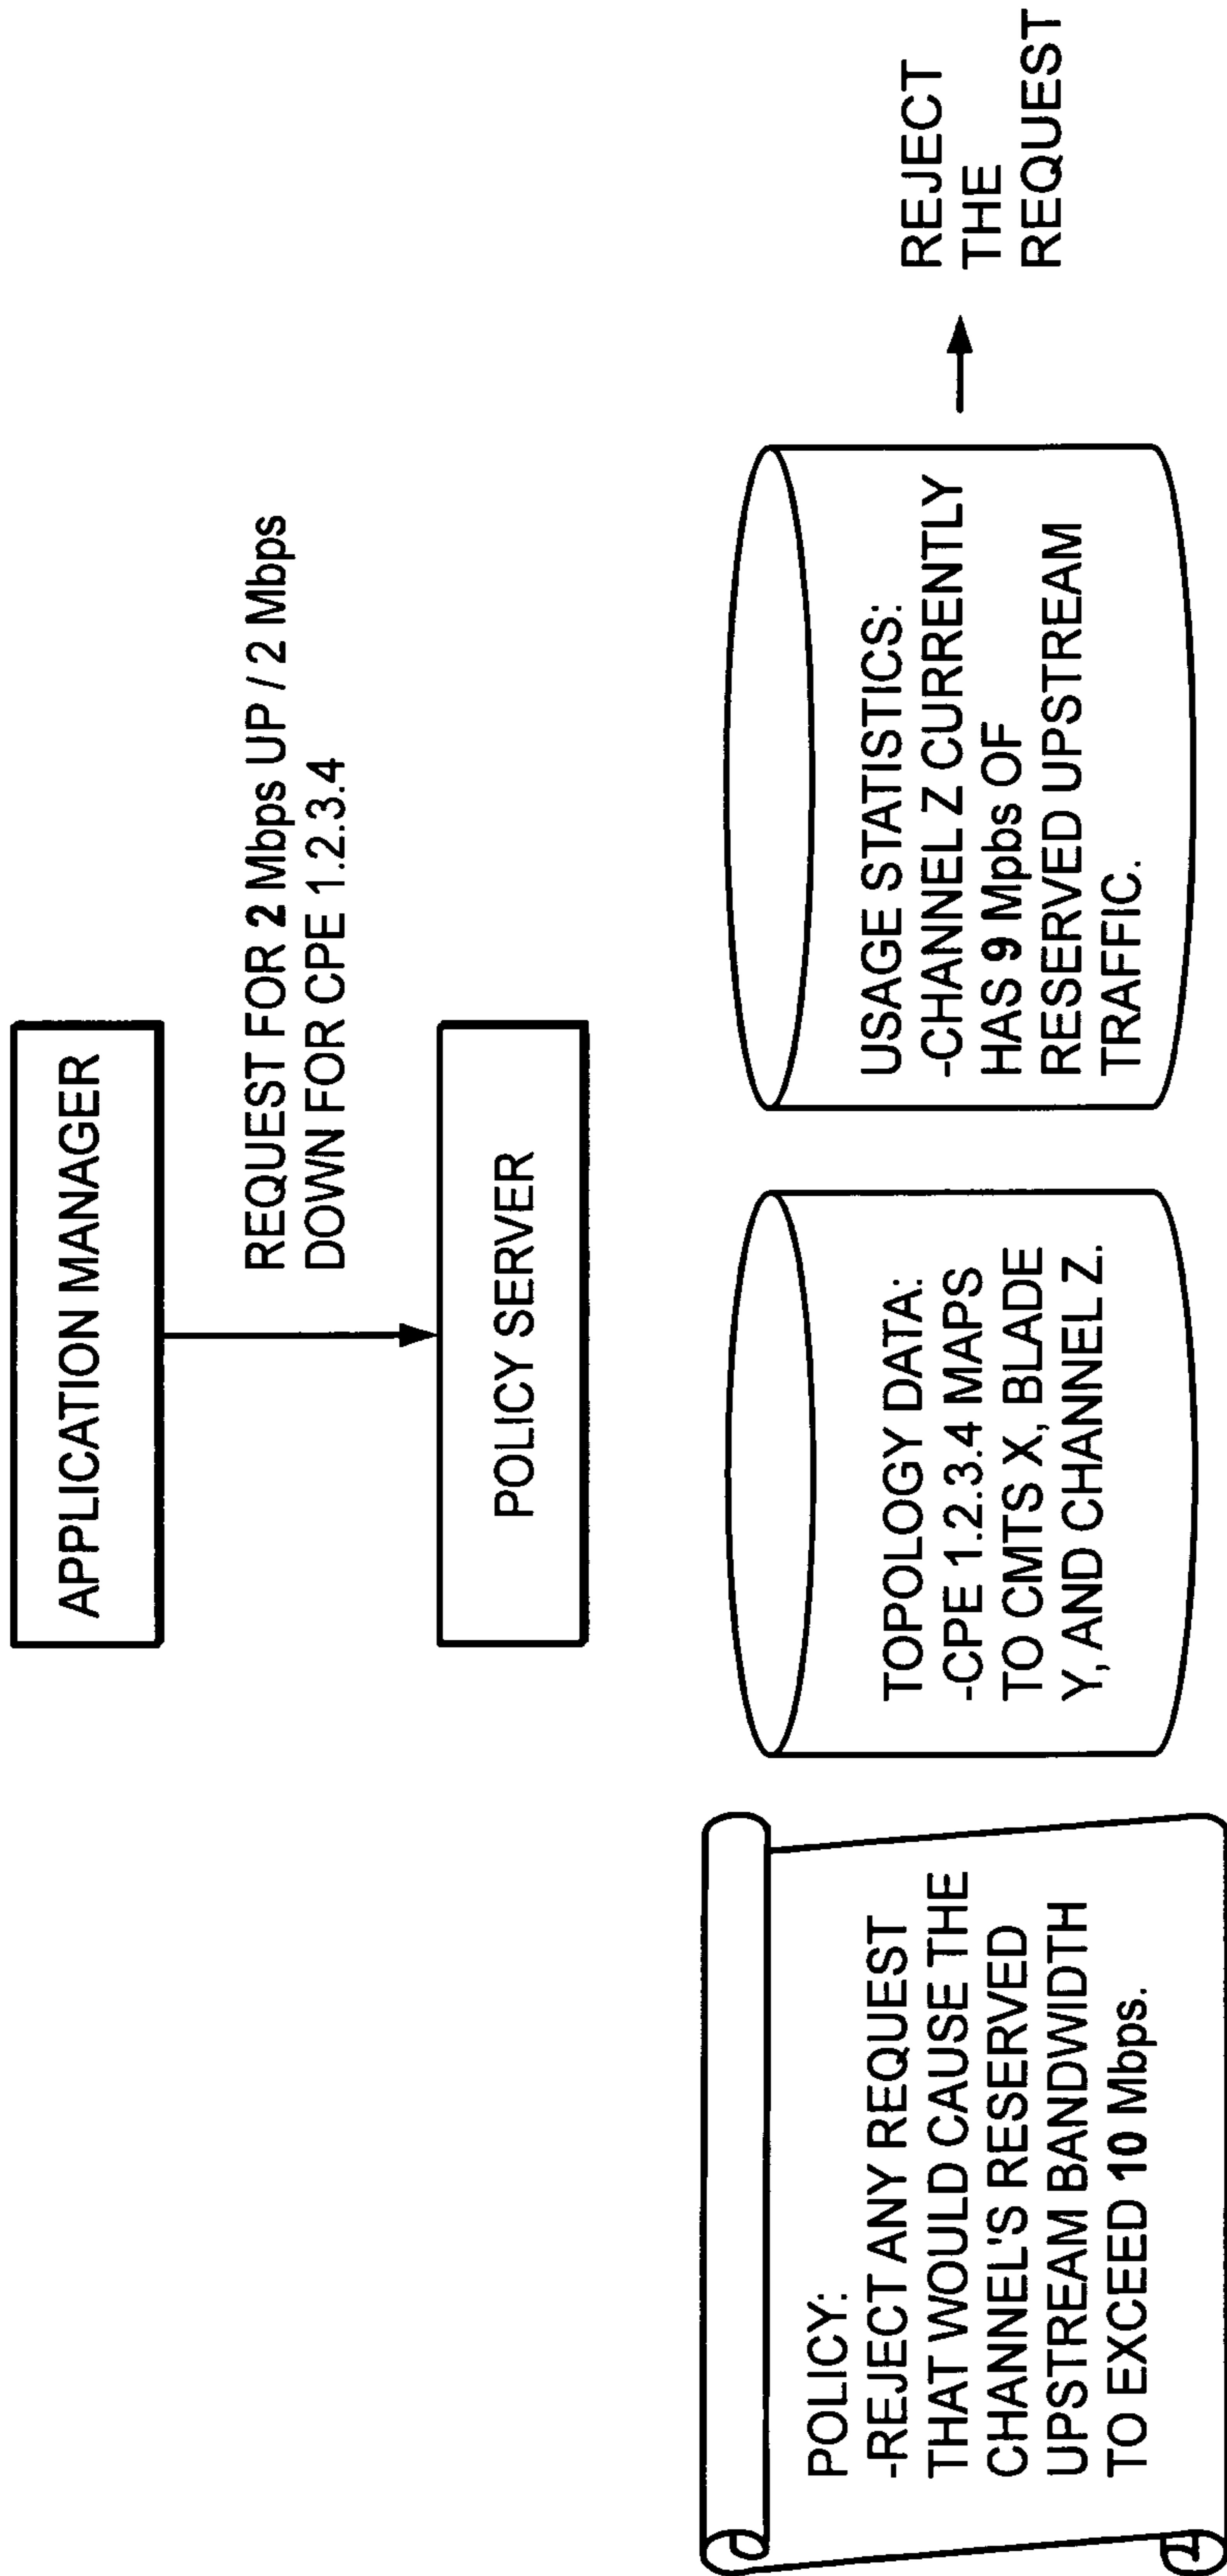 APPLICATION MANAGER
REQUEST FOR 2 Mbps UP / 2 Mbps
DOWN FOR CPE 1.2.3.4
POLICY SERVER
POLICY:
-REJECT ANY REQUEST
THAT WOULD CAUSE THE
CHANNEL'S RESERVED
UPSTREAM BANDWIDTH
TO EXCEED 10 Mbps.
TOPOLOGY DATA:
-CPE 1.2.3.4 MAPS
TO CMTS X, BLADE
Y, AND CHANNEL Z.
USAGE STATISTICS:
-CHANNEL Z CURRENTLY
HAS 9 Mpbs OF
RESERVED UPSTREAM
TRAFFIC.
REJECT
THE
REQUEST